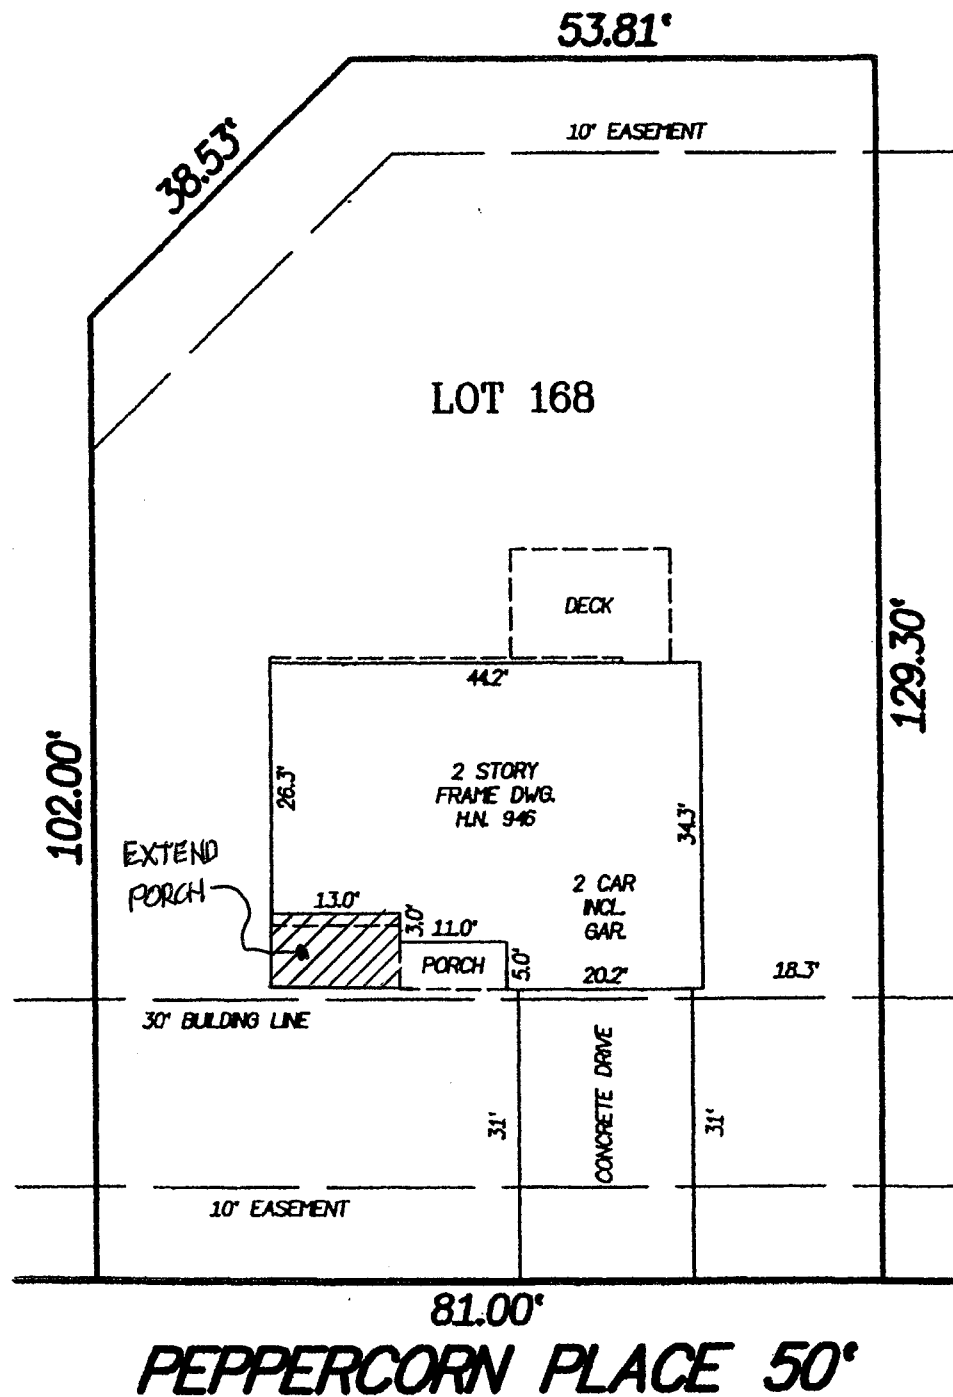 53.81'
10' EASEMENT
38.53'
LOT 168
DECK
44.2'
129.30'
26.3'
2 STORY
FRAME DWG.
H.N. 946
34.3'
102.00'
EXTEND
PORCH
13.0'
3.0'
11.0'
2 CAR
INCL.
GAR.
PORCH
5.0'
20.2'
18.3'
30' BUILDING LINE
CONCRETE DRIVE
31'
31'
10' EASEMENT
81.00'
PEPPERCORN PLACE 50'